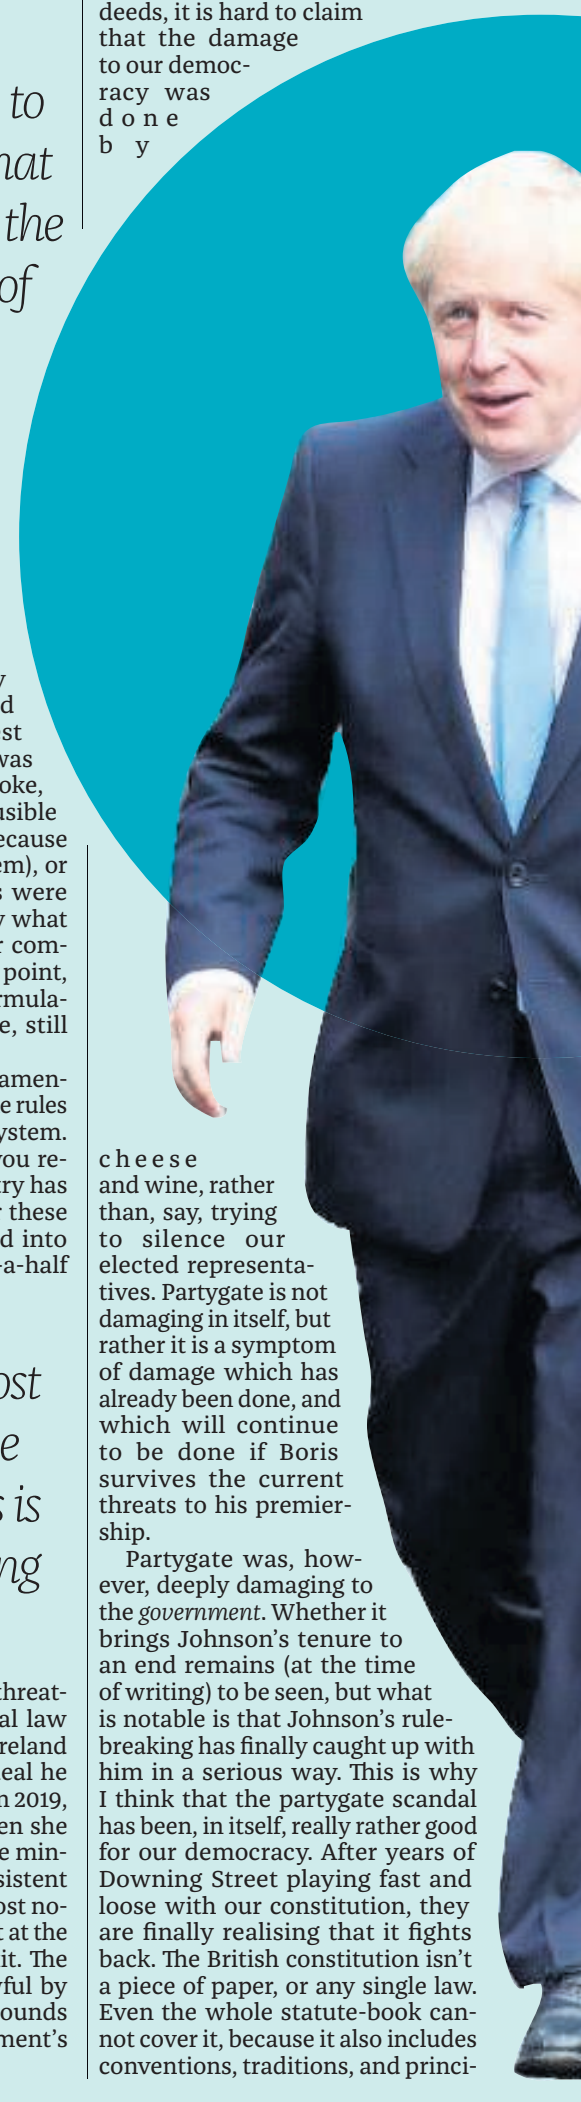 to
hat
the
of
y
d
est
was
oke,
usible
ecause
em), or
s were
y what
r com-
point,
rmula-
e, still
amen-
e rules
ystem.
you re-
try has
r these
d into
-a-half
ost
e
s is
ng
threat-
al law
reland
eal he
n 2019,
en she
e min-
sistent
ost no-
t at the
it. The
ful by
ounds
ment's
deeds, it is hard to claim
that the damage
to our democ-
racy was
done
by
cheese
and wine, rather
than, say, trying
to silence our
elected representa-
tives. Partygate is not
damaging in itself, but
rather it is a symptom
of damage which has
already been done, and
which will continue
to be done if Boris
survives the current
threats to his premier-
ship.
Partygate was, how-
ever, deeply damaging to
the government. Whether it
brings Johnson's tenure to
an end remains (at the time
of writing) to be seen, but what
is notable is that Johnson's rule-
breaking has finally caught up with
him in a serious way. This is why
I think that the partygate scandal
has been, in itself, really rather good
for our democracy. After years of
Downing Street playing fast and
loose with our constitution, they
are finally realising that it fights
back. The British constitution isn't
a piece of paper, or any single law.
Even the whole statute-book can-
not cover it, because it also includes
conventions, traditions, and princi-